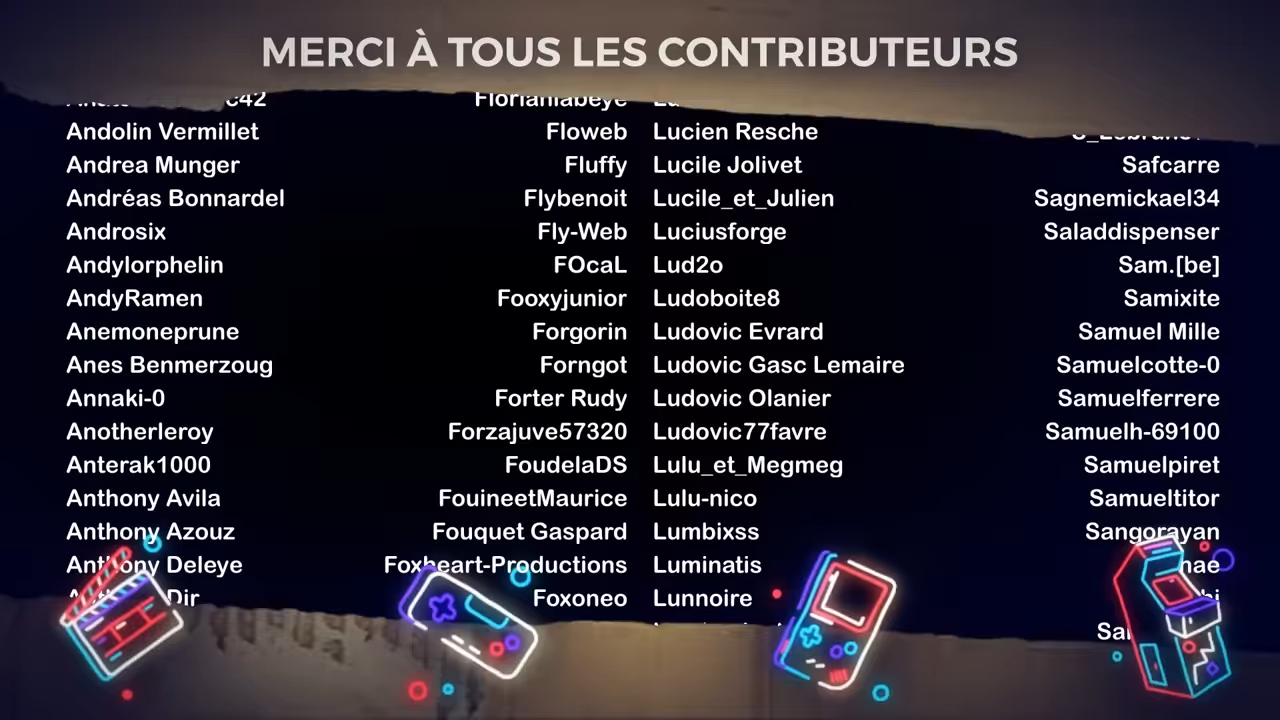 MERCI À TOUS LES CONTRIBUTEURS
Andolin Vermillet
Andrea Munger
Andréas Bonnardel
Androsix
Andylorphelin
AndyRamen
Anemoneprune
Anes Benmerzoug
Annaki-0
Anotherleroy
Anterak1000
Anthony Avila
Anthony Azouz
Anthony Deleye
Dir
Florianlabeye
Floweb
Fluffy
Flybenoit
Fly-Web
FOcaL
Fooxyjunior
Forgorin
Forngot
Forter Rudy
Forzajuve57320
FoudelaDS
FouineetMaurice
Fouquet Gaspard
Foxheart-Productions
Foxoneo
Lucien Resche
Lucile Jolivet
Lucile_et_Julien
Luciusforge
Lud2o
Ludoboite8
Ludovic Evrard
Ludovic Gasc Lemaire
Ludovic Olanier
Ludovic77favre
Lulu_et_Megmeg
Lulu-nico
Lumbixss
Luminatis
Lunnoire
Safcarre
Sagnemickael34
Saladdispenser
Sam.[be]
Samixite
Samuel Mille
Samuelcotte-0
Samuelferrere
Samuelh-69100
Samuelpiret
Samueltitor
Sangorayan